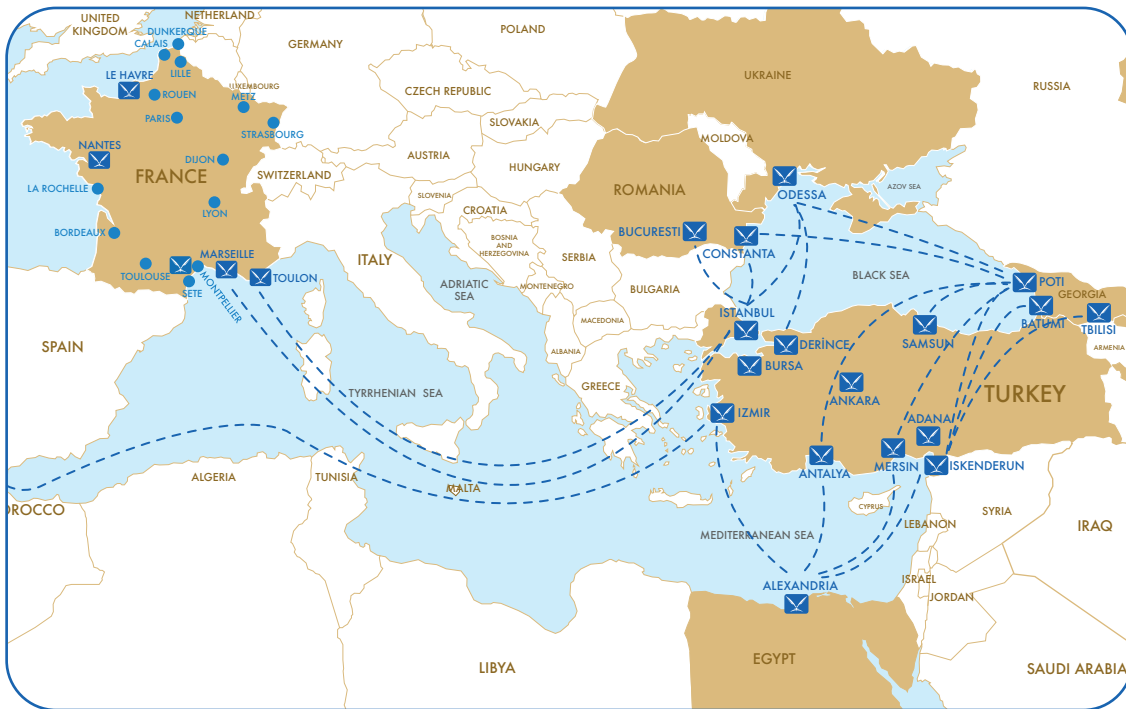 UNITED
KINGDOM
NETHERLAND
DUNKERQUE
CALAIS
LILLE
LE HAVRE
ROUEN
PARIS
LUXEMBOURG
METZ
STRASBOURG
NANTES
DIJON
FRANCE
LA ROCHELLE
LYON
BORDEAUX
TOULOUSE
SETE
MONTPELLIER
MARSEILLE
TOULON
GERMANY
POLAND
CZECH REPUBLIC
SLOVAKIA
AUSTRIA
HUNGARY
SWITZERLAND
SLOVENIA
CROATIA
BOSNIA
AND
HERZEGOVINA
SERBIA
MONTENEGRO
MACEDONIA
ALBANIA
ITALY
ADRIATIC
SEA
TYRRHENIAN SEA
GREECE
BULGARIA
UKRAINE
RUSSIA
MOLDOVA
ROMANIA
ODESSA
AZOV SEA
BUCURESTI
CONSTANTA
BLACK SEA
POTI
GEORGIA
BATUMI
TBILISI
ARMENIA
İSTANBUL
DERİNCE
SAMSUN
BURSA
ANKARA
TURKEY
IZMIR
ADANA
ANTALYA
MERSIN
ISKENDERUN
SPAIN
ALGERIA
TUNISIA
MALTA
OROCCO
CYPRUS
LEBANON
SYRIA
IRAQ
MEDITERRANEAN SEA
ALEXANDRIA
ISRAEL
JORDAN
LIBYA
EGYPT
SAUDI ARABIA